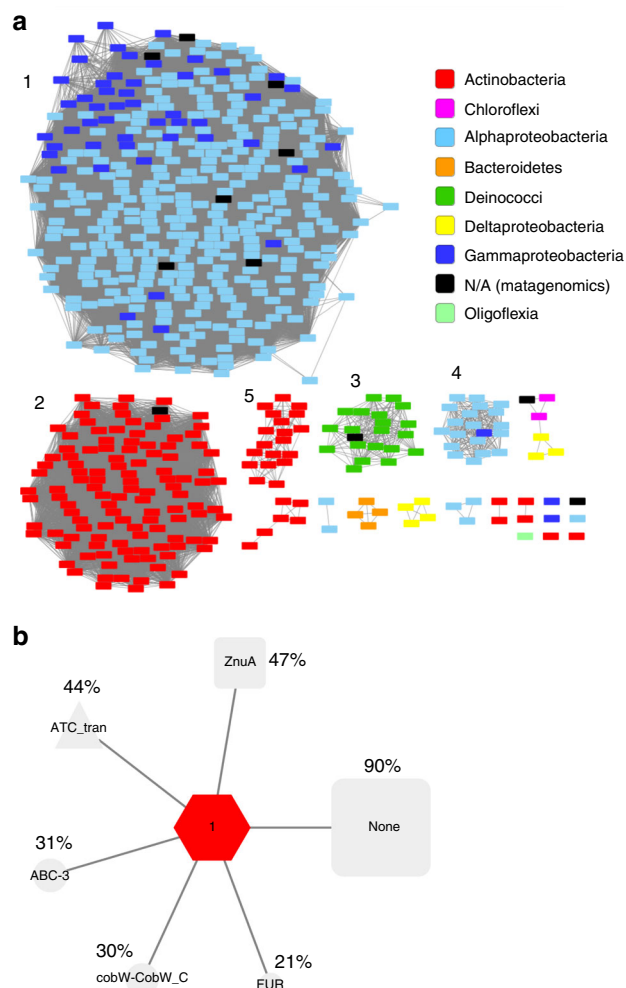 a
1
Actinobacteria
Chloroflexi
Alphaproteobacteria
Bacteroidetes
Deinococci
Deltaproteobacteria
Gammaproteobacteria
N/A (matagenomics)
Oligoflexia
2
5
3
4
b
ZnuA 47%
44%
ATC_tran
90%
None
1
31%
ABC-3
30%
cobW-CobW_C
21%
FUR